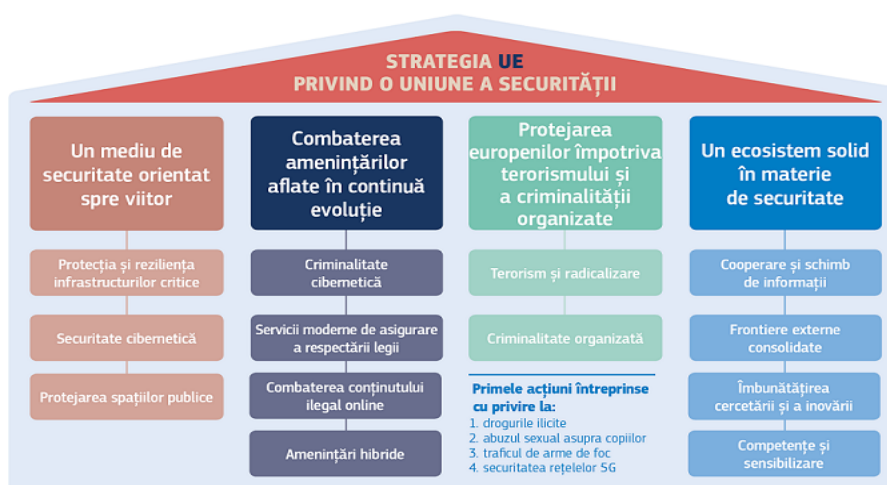 STRATEGIA UE
PRIVIND O UNIUNE A SECURITĂȚII
Un mediu de
securitate orientat
spre viitor
Protecția și reziliența
infrastructurilor critice
Securitate cibernetică
Protejarea spațiilor publice
Combaterea
amenințărilor
aflate în continuă
evoluție
Criminalitate
cibernetică
Servicii moderne de asigurare
a respectării legii
Combaterea conținutului
ilegal online
Amenințări hibride
Protejarea
europenilor împotriva
terorismului și
a criminalității
organizate
Terorism și radicalizare
Criminalitate organizată
Primele acțiuni întreprinse
cu privire la:
1. drogurile ilicite
2. abuzul sexual asupra copiilor
3. traficul de arme de foc
4. securitatea rețelelor 5G
Un ecosistem solid
în materie
de securitate
Cooperare și schimb
de informații
Frontiere externe
consolidate
Îmbunătățirea
cercetării și a inovării
Competențe și
sensibilizare